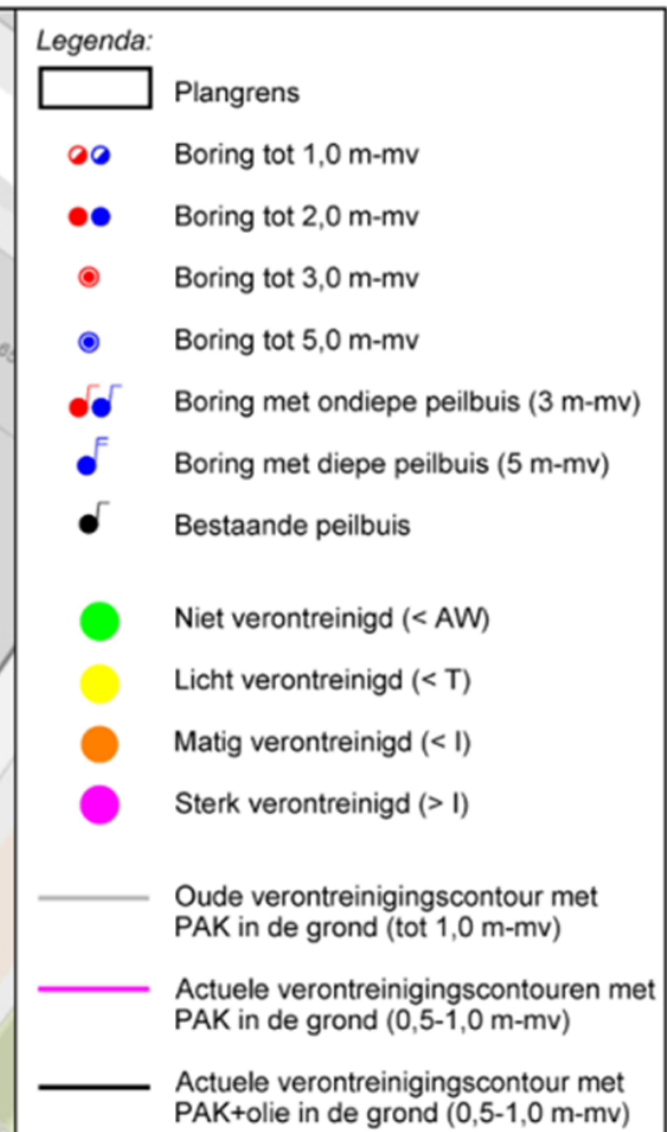 Legenda:
Plangrens
Boring tot 1,0 m-mv
Boring tot 2,0 m-mv
Boring tot 3,0 m-mv
Boring tot 5,0 m-mv
Boring met ondiepe peilbuis (3 m-mv)
Boring met diepe peilbuis (5 m-mv)
Bestaande peilbuis
Niet verontreinigd (< AW)
Licht verontreinigd (< T)
Matig verontreinigd (< I)
Sterk verontreinigd (> I)
Oude verontreinigingscontour met
PAK in de grond (tot 1,0 m-mv)
Actuele verontreinigingscontouren met
PAK in de grond (0,5-1,0 m-mv)
Actuele verontreinigingscontour met
PAK+olie in de grond (0,5-1,0 m-mv)